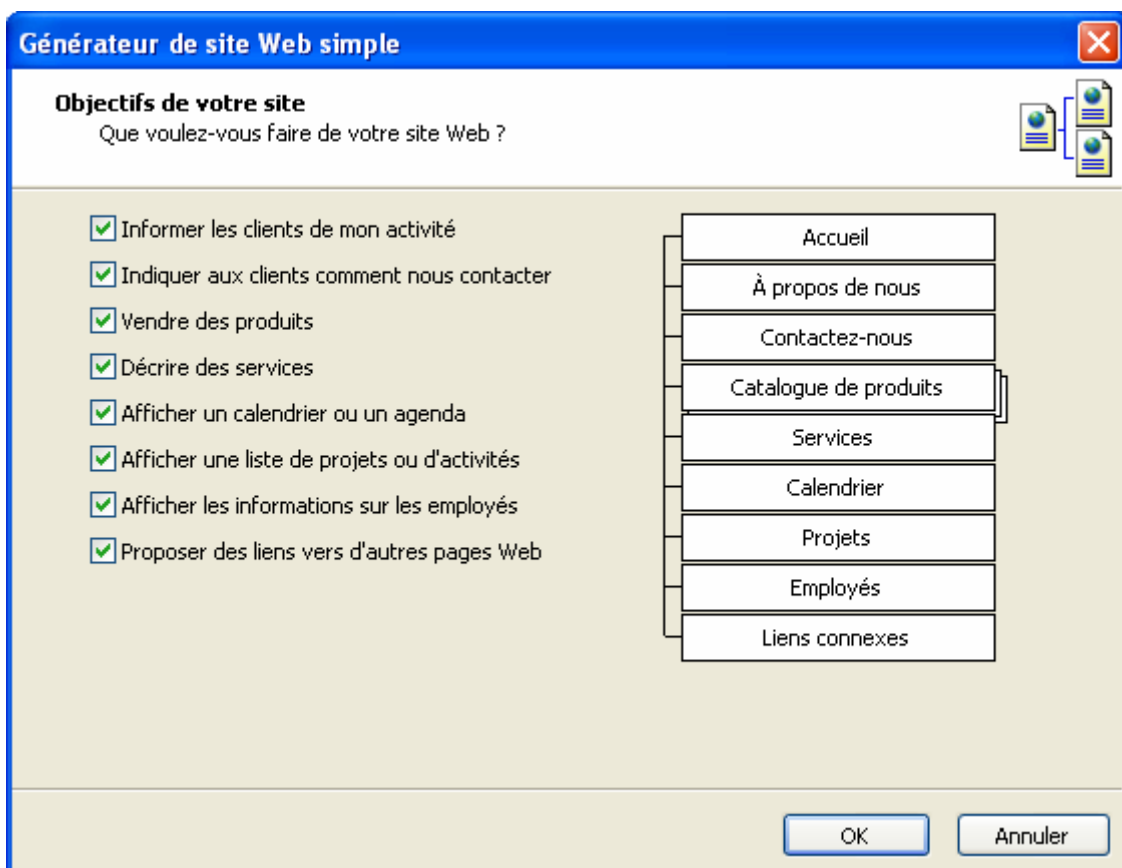 Générateur de site Web simple
Objectifs de votre site
Que voulez-vous faire de votre site Web ?
Informer les clients de mon activité
Indiquer aux clients comment nous contacter
Vendre des produits
Décrire des services
Afficher un calendrier ou un agenda
Afficher une liste de projets ou d'activités
Afficher les informations sur les employés
Proposer des liens vers d'autres pages Web
Accueil
À propos de nous
Contactez-nous
Catalogue de produits
Services
Calendrier
Projets
Employés
Liens connexes
OK
Annuler